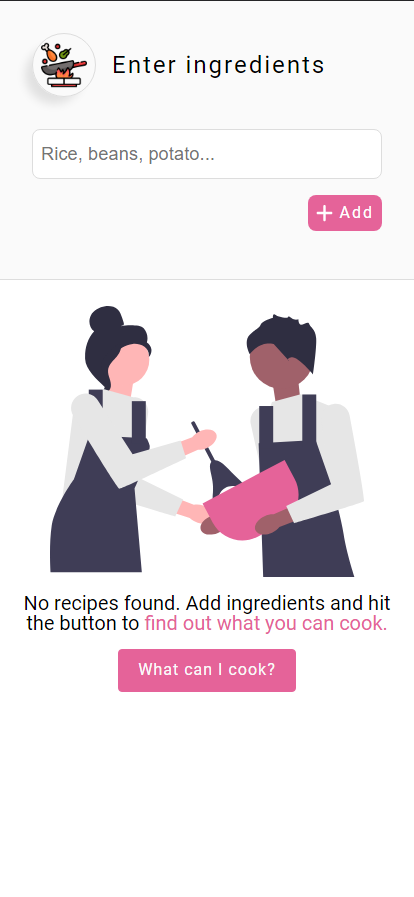 Enter ingredients
Rice, beans, potato...
+ Add
No recipes found. Add ingredients and hit
the button to find out what you can cook.
What can I cook?